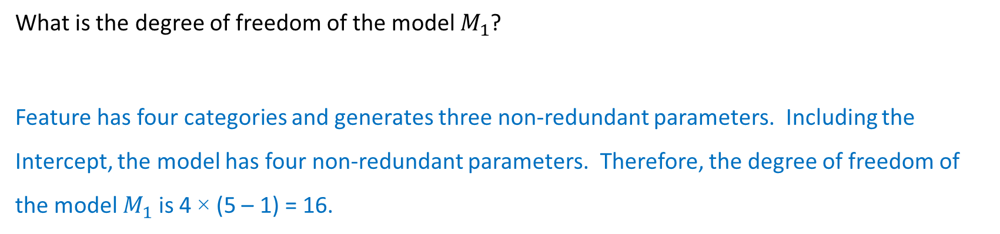 What is the degree of freedom of the model 𝑀₁?
Feature has four categories and generates three non-redundant parameters.  Including the
Intercept, the model has four non-redundant parameters.  Therefore, the degree of freedom of
the model 𝑀₁ is 4 × (5 – 1) = 16.